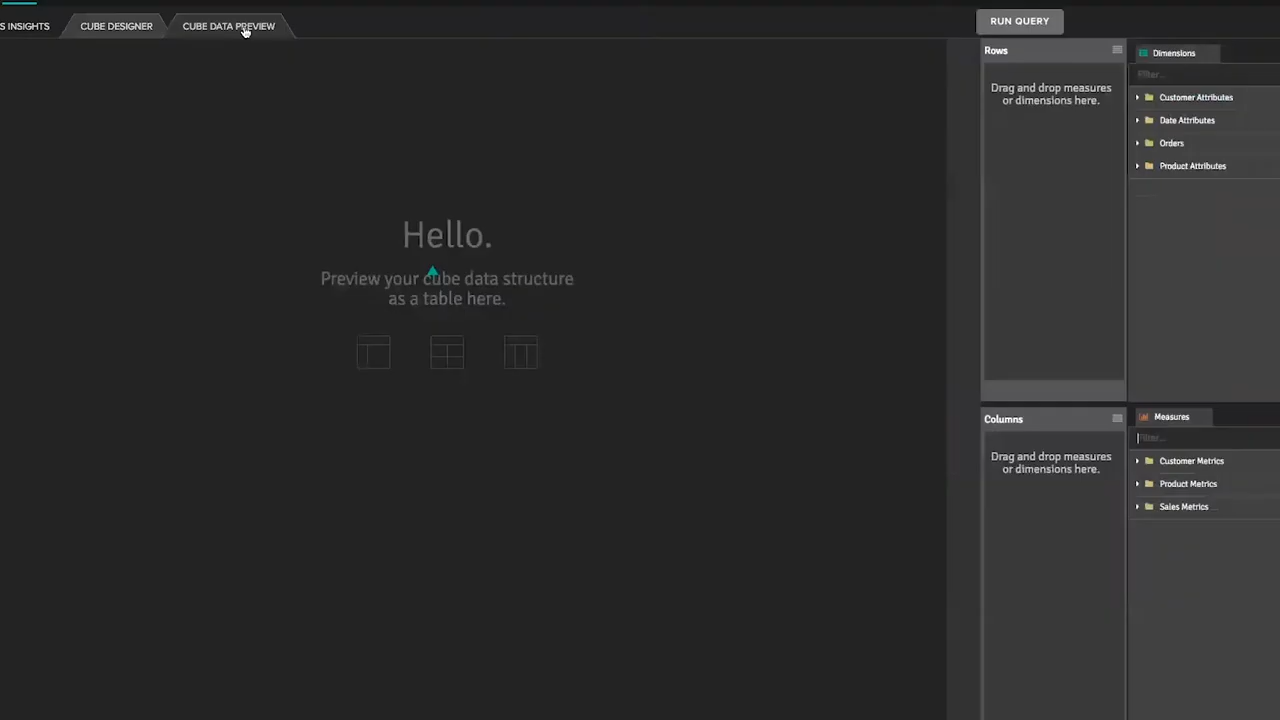 S INSIGHTS
CUBE DESIGNER
CUBE DATA PREVIEW
RUN QUERY
Rows
Drag and drop measures
or dimensions here.
Dimensions
Filter...
Customer Attributes
Date Attributes
Orders
Product Attributes
Hello.
Preview your cube data structure
as a table here.
Columns
Drag and drop measures
or dimensions here.
Measures
Filter...
Customer Metrics
Product Metrics
Sales Metrics